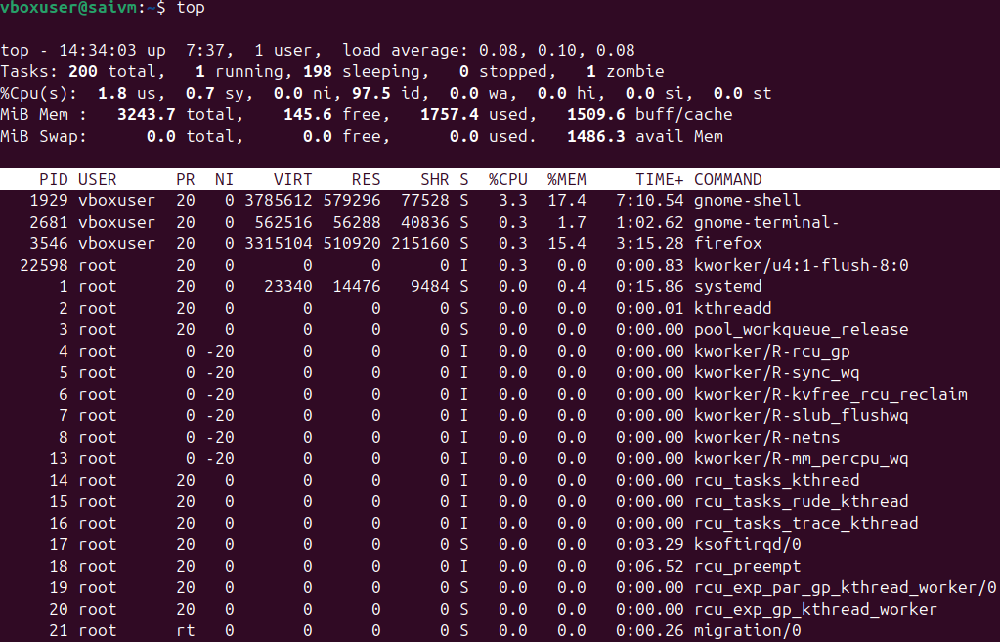 vboxuser@saivm:~$ top
top - 14:34:03 up  7:37,  1 user,  load average: 0.08, 0.10, 0.08
Tasks: 200 total,   1 running, 198 sleeping,   0 stopped,   1 zombie
%Cpu(s):  1.8 us,  0.7 sy,  0.0 ni, 97.5 id,  0.0 wa,  0.0 hi,  0.0 si,  0.0 st
MiB Mem :   3243.7 total,    145.6 free,   1757.4 used,   1509.6 buff/cache
MiB Swap:      0.0 total,      0.0 free,      0.0 used.   1486.3 avail Mem
    PID USER      PR  NI    VIRT    RES    SHR S  %CPU  %MEM     TIME+ COMMAND
   1929 vboxuser  20   0 3785612 579296  77528 S   3.3  17.4   7:10.54 gnome-shell
   2681 vboxuser  20   0  562516  56288  40836 S   0.3   1.7   1:02.62 gnome-terminal-
   3546 vboxuser  20   0 3315104 510920 215160 S   0.3  15.4   3:15.28 firefox
  22598 root      20   0       0      0      0 I   0.3   0.0   0:00.83 kworker/u4:1-flush-8:0
      1 root      20   0   23340  14476   9484 S   0.0   0.4   0:15.86 systemd
      2 root      20   0       0      0      0 S   0.0   0.0   0:00.01 kthreadd
      3 root      20   0       0      0      0 S   0.0   0.0   0:00.00 pool_workqueue_release
      4 root       0 -20       0      0      0 I   0.0   0.0   0:00.00 kworker/R-rcu_gp
      5 root       0 -20       0      0      0 I   0.0   0.0   0:00.00 kworker/R-sync_wq
      6 root       0 -20       0      0      0 I   0.0   0.0   0:00.00 kworker/R-kvfree_rcu_reclaim
      7 root       0 -20       0      0      0 I   0.0   0.0   0:00.00 kworker/R-slub_flushwq
      8 root       0 -20       0      0      0 I   0.0   0.0   0:00.00 kworker/R-netns
     13 root       0 -20       0      0      0 I   0.0   0.0   0:00.00 kworker/R-mm_percpu_wq
     14 root      20   0       0      0      0 I   0.0   0.0   0:00.00 rcu_tasks_kthread
     15 root      20   0       0      0      0 I   0.0   0.0   0:00.00 rcu_tasks_rude_kthread
     16 root      20   0       0      0      0 I   0.0   0.0   0:00.00 rcu_tasks_trace_kthread
     17 root      20   0       0      0      0 S   0.0   0.0   0:03.29 ksoftirqd/0
     18 root      20   0       0      0      0 I   0.0   0.0   0:06.52 rcu_preempt
     19 root      20   0       0      0      0 S   0.0   0.0   0:00.00 rcu_exp_par_gp_kthread_worker/0
     20 root      20   0       0      0      0 S   0.0   0.0   0:00.00 rcu_exp_gp_kthread_worker
     21 root      rt   0       0      0      0 S   0.0   0.0   0:00.26 migration/0